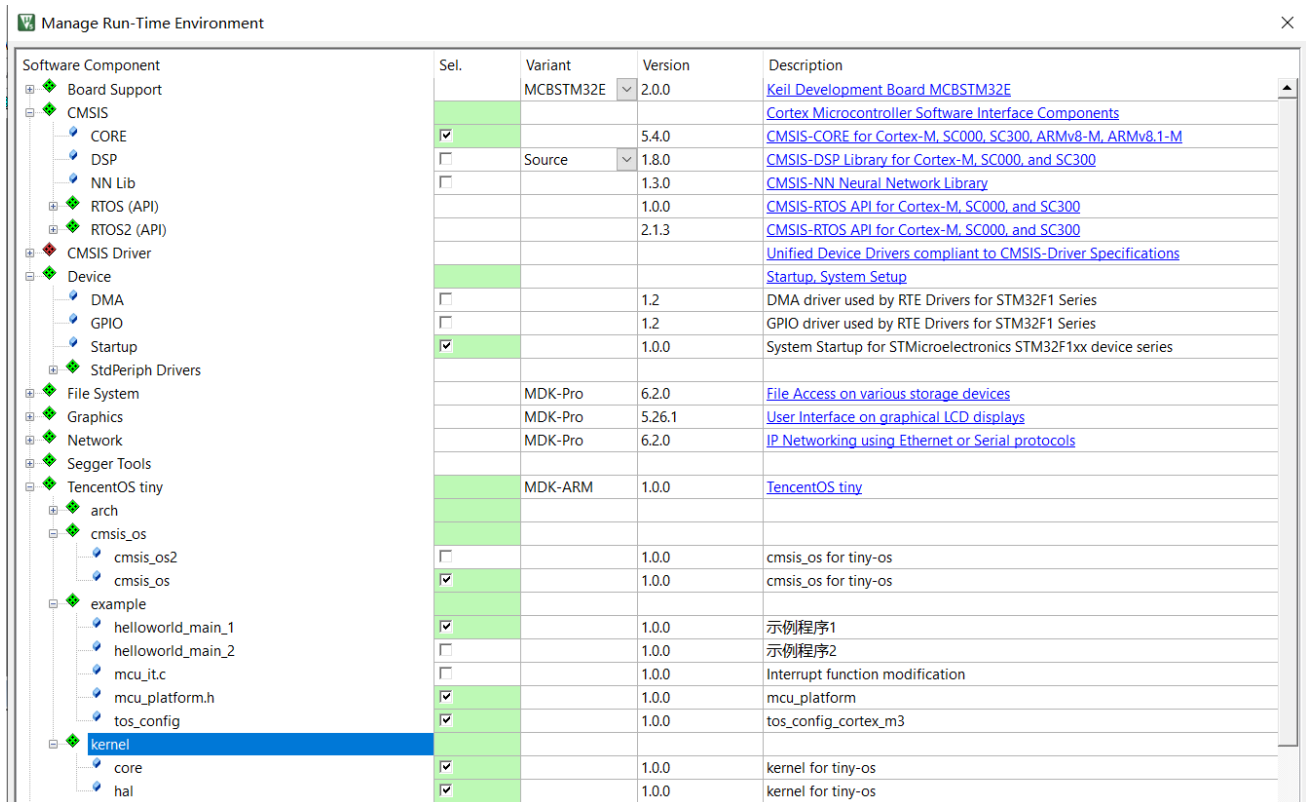 Manage Run-Time Environment
Software Component Sel. Variant Version Description
Board Support MCBSTM32E 2.0.0 Keil Development Board MCBSTM32E
CMSIS Cortex Microcontroller Software Interface Components
CORE 5.4.0 CMSIS-CORE for Cortex-M, SC000, SC300, ARMv8-M, ARMv8.1-M
DSP Source 1.8.0 CMSIS-DSP Library for Cortex-M, SC000, and SC300
NN Lib 1.3.0 CMSIS-NN Neural Network Library
RTOS (API) 1.0.0 CMSIS-RTOS API for Cortex-M, SC000, and SC300
RTOS2 (API) 2.1.3 CMSIS-RTOS API for Cortex-M, SC000, and SC300
CMSIS Driver Unified Device Drivers compliant to CMSIS-Driver Specifications
Device Startup, System Setup
DMA 1.2 DMA driver used by RTE Drivers for STM32F1 Series
GPIO 1.2 GPIO driver used by RTE Drivers for STM32F1 Series
Startup 1.0.0 System Startup for STMicroelectronics STM32F1xx device series
StdPeriph Drivers
File System MDK-Pro 6.2.0 File Access on various storage devices
Graphics MDK-Pro 5.26.1 User Interface on graphical LCD displays
Network MDK-Pro 6.2.0 IP Networking using Ethernet or Serial protocols
Segger Tools
TencentOS tiny MDK-ARM 1.0.0 TencentOS tiny
arch
cmsis_os
cmsis_os2 1.0.0 cmsis_os for tiny-os
cmsis_os 1.0.0 cmsis_os for tiny-os
example
helloworld_main_1 1.0.0 示例程序1
helloworld_main_2 1.0.0 示例程序2
mcu_it.c 1.0.0 Interrupt function modification
mcu_platform.h 1.0.0 mcu_platform
tos_config 1.0.0 tos_config_cortex_m3
kernel
core 1.0.0 kernel for tiny-os
hal 1.0.0 kernel for tiny-os